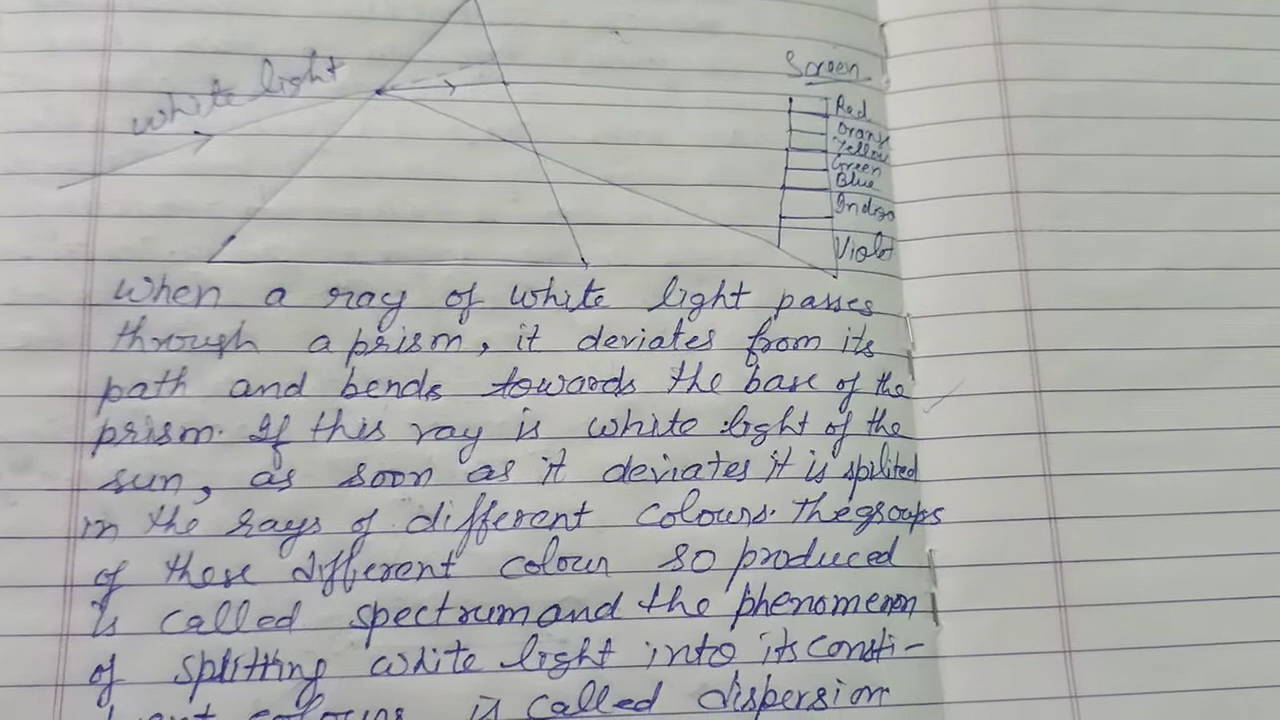 White light
Screen
Red
Orang
Yellow
Green
Blue
Indigo
Violet
When a ray of white light passes
through a prism, it deviates from its
path and bends towards the base of the
prism. If this ray is white light of the
sun, as soon as it deviates it is splited
in the rays of different colours. The groups
of these different colour so produced
is called spectrum and the phenomenon
of splitting white light into its consti-
colours is called dispersion